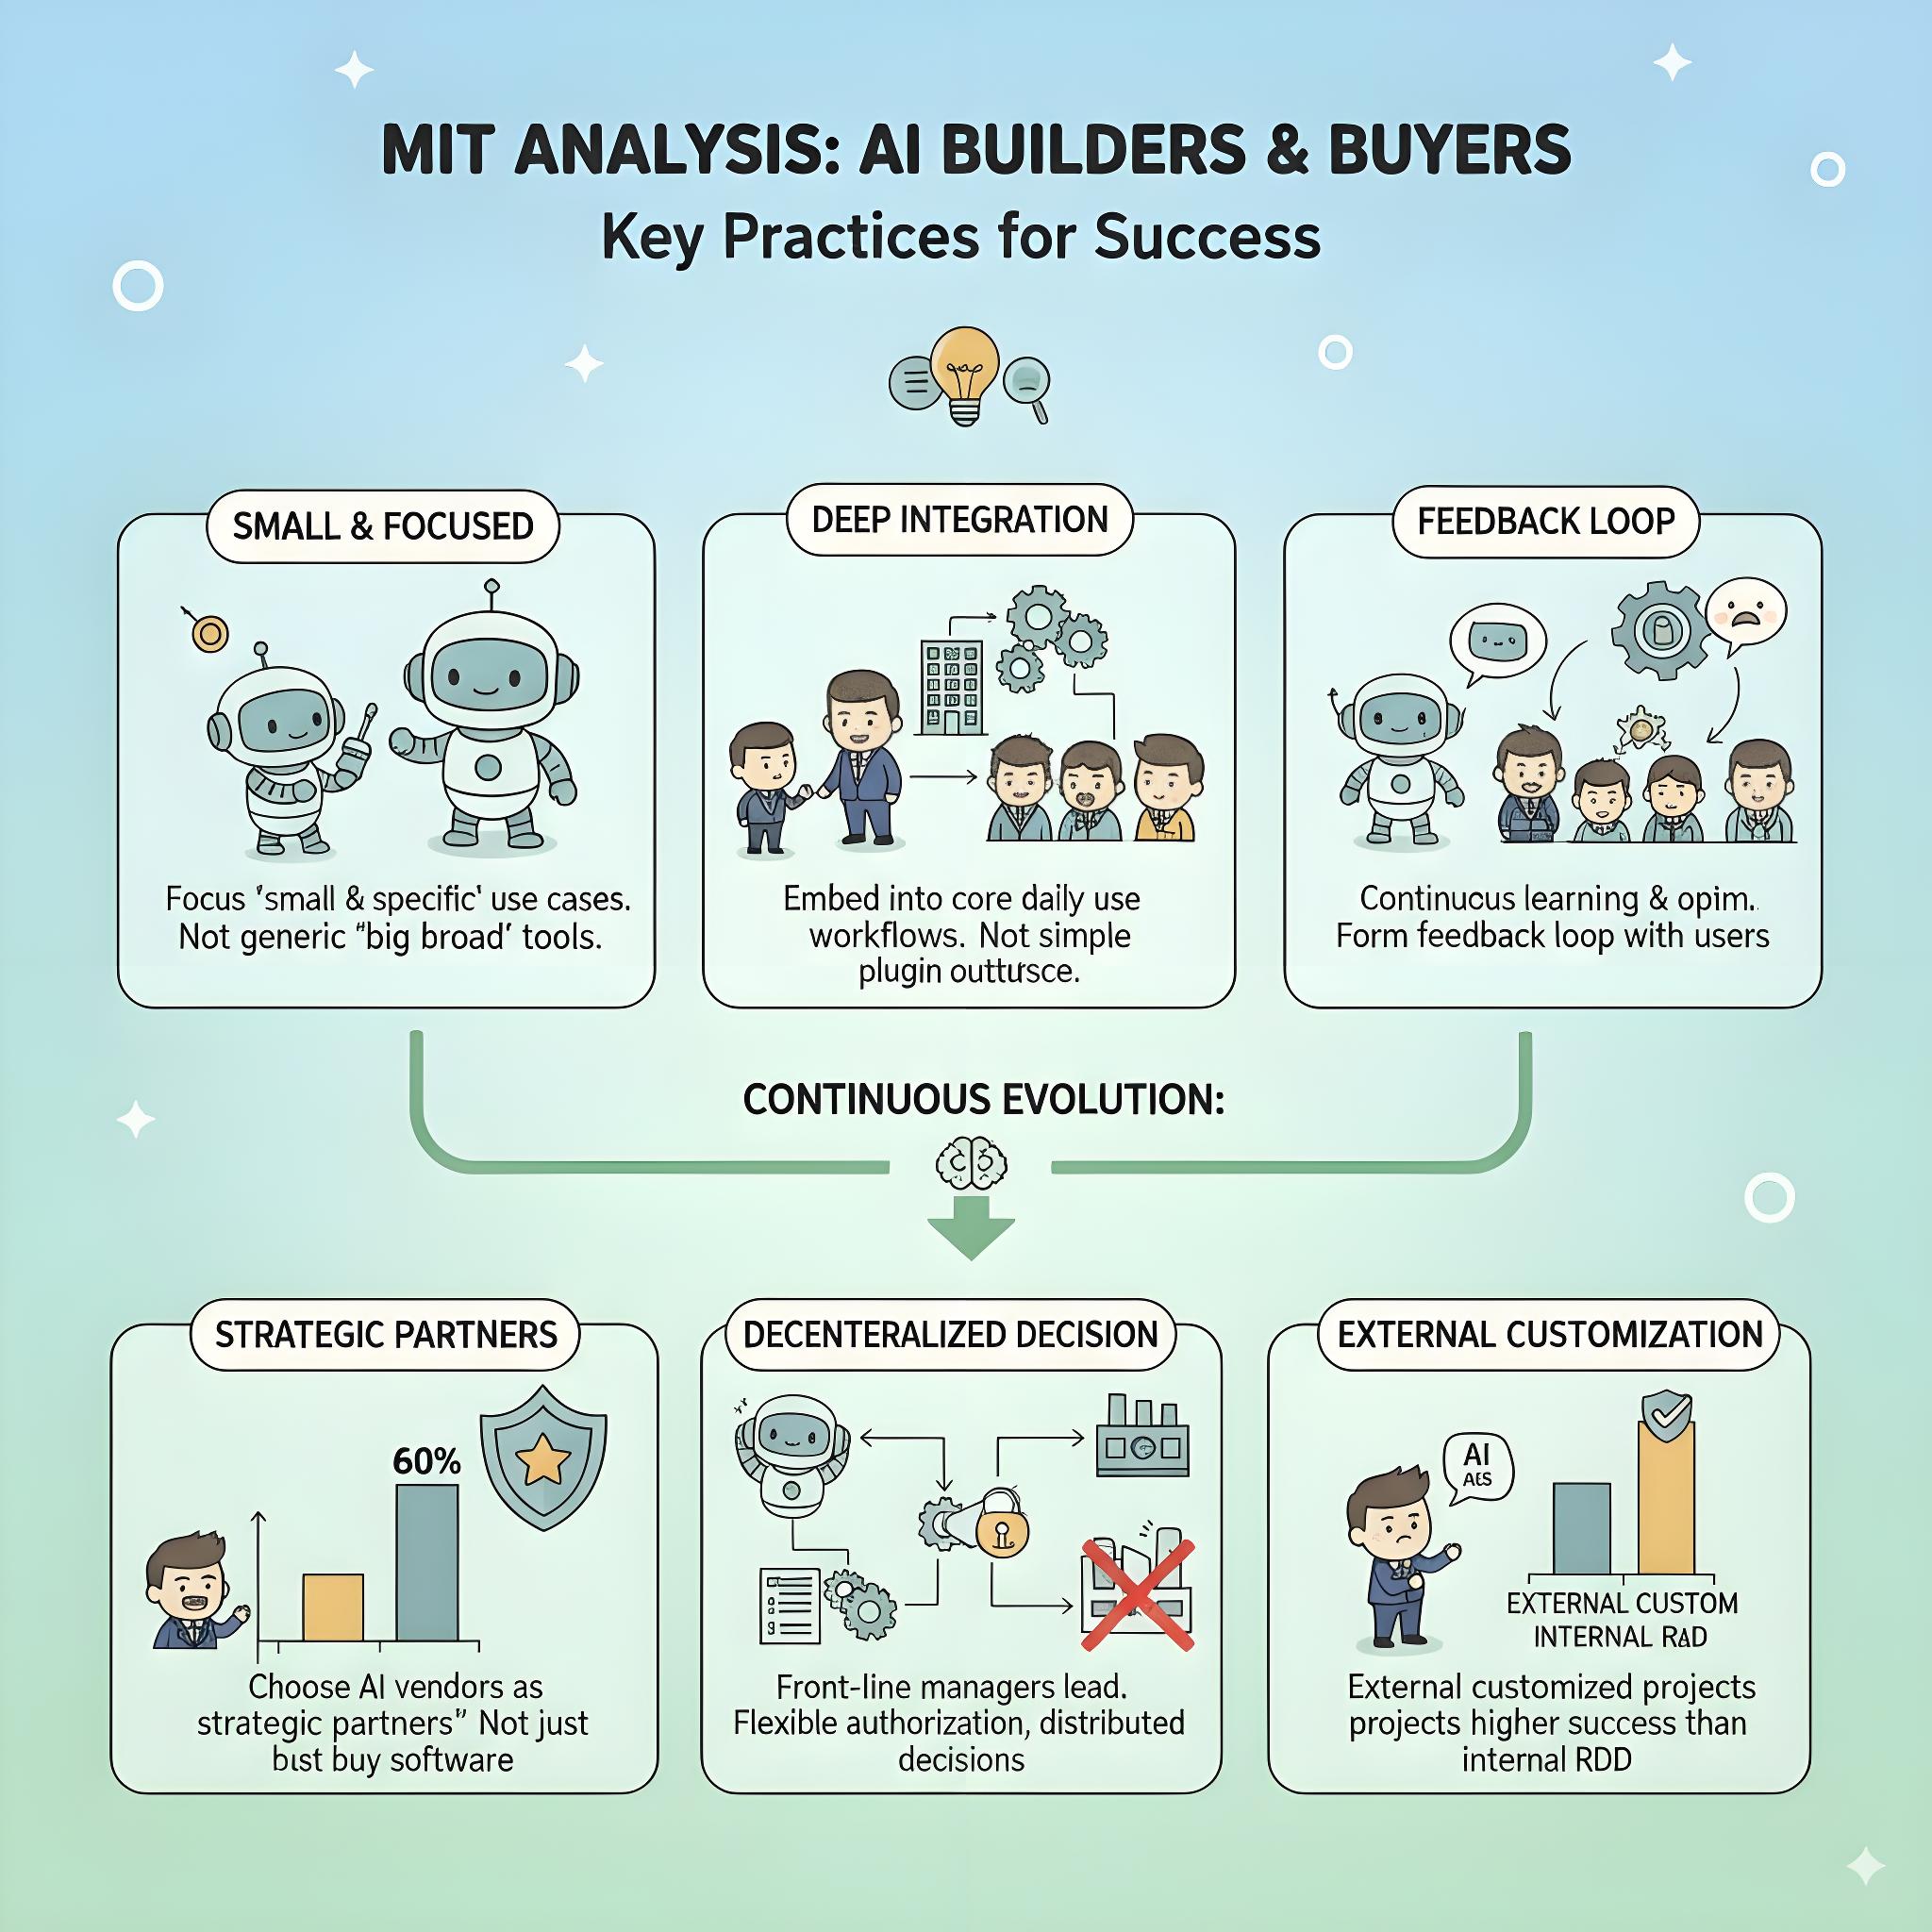 MIT ANALYSIS: AI BUILDERS & BUYERS
Key Practices for Success
SMALL & FOCUSED
Focus 'small & specific' use cases.
Not generic "big broad' tools.
DEEP INTEGRATION
Embed into core daily use
workflows. Not simple
plugin
FEEDBACK LOOP
Continuous learning & opim.
Form feedback loop with users
CONTINUOUS EVOLUTION:
STRATEGIC PARTNERS
60%
Choose AI vendors as
strategic partners" Not just
bust buy software
DECENTERALIZED DECISION
Front-line managers lead.
Flexible authorization, distributed
decisions
EXTERNAL CUSTOMIZATION
AI
EXTERNAL CUSTOM
INTERNAL RAD
External customized projects
projects higher success than
internal RDD